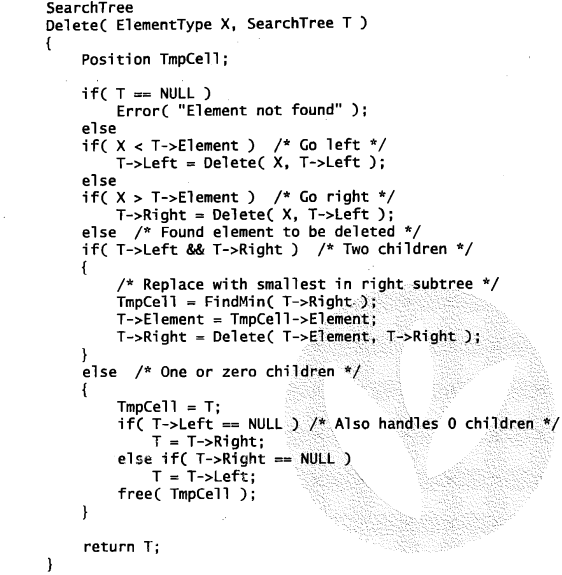 SearchTree
Delete( ElementType X, SearchTree T )
{
    Position TmpCell;

    if( T == NULL )
        Error( "Element not found" );
    else
    if( X < T->Element )  /* Go left */
        T->Left = Delete( X, T->Left );
    else
    if( X > T->Element )  /* Go right */
        T->Right = Delete( X, T->Left );
    else  /* Found element to be deleted */
    if( T->Left && T->Right )  /* Two children */
    {
        /* Replace with smallest in right subtree */
        TmpCell = FindMin( T->Right );
        T->Element = TmpCell->Element;
        T->Right = Delete( T->Element, T->Right );
    }
    else  /* One or zero children */
    {
        TmpCell = T;
        if( T->Left == NULL ) /* Also handles 0 children */
            T = T->Right;
        else if( T->Right == NULL )
            T = T->Left;
        free( TmpCell );
    }

    return T;
}